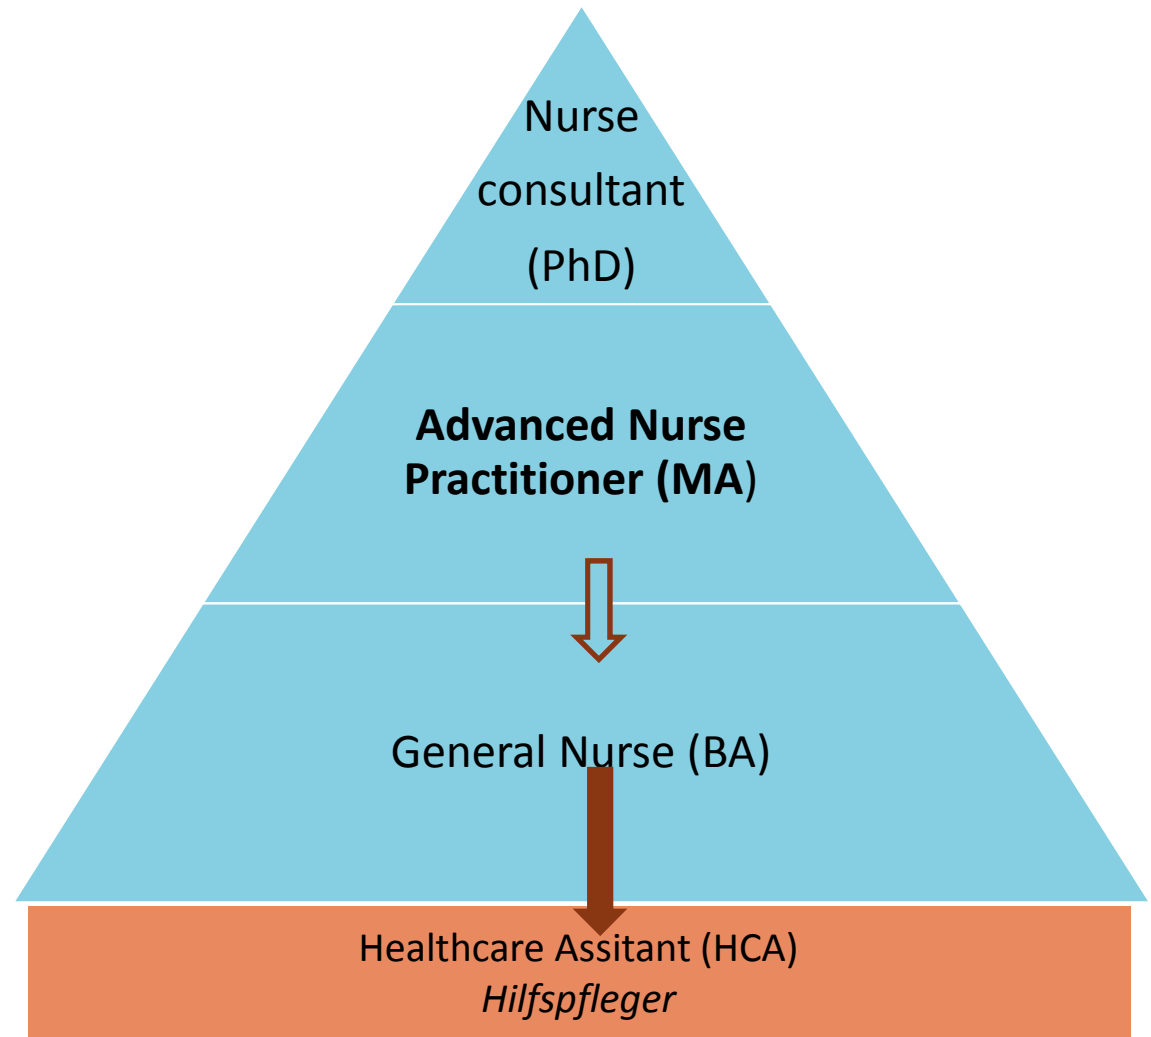 Nurse
consultant
(PhD)
Advanced Nurse
Practitioner (MA)
General Nurse (BA)
Healthcare Assitant (HCA)
Hilfspfleger